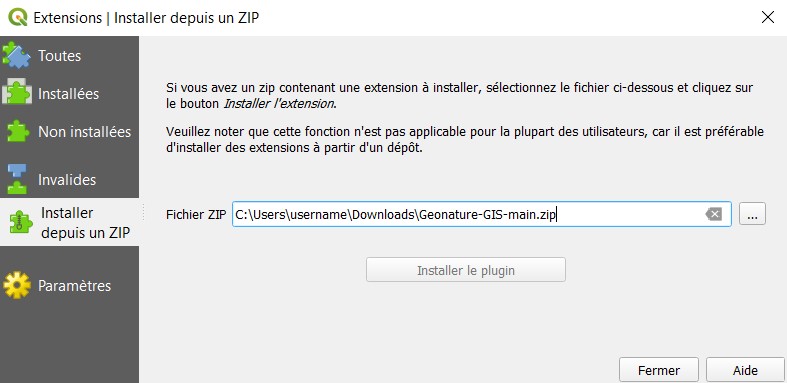 Extensions | Installer depuis un ZIP
Toutes
Installées
Non installées
Invalides
Installer
depuis un ZIP
Paramètres
Si vous avez un zip contenant une extension à installer, sélectionnez le fichier ci-dessous et cliquez sur
le bouton Installer l'extension.
Veuillez noter que cette fonction n'est pas applicable pour la plupart des utilisateurs, car il est préférable
d'installer des extensions à partir d'un dépôt.
Fichier ZIP C:\Users\username\Downloads\Geonature-GIS-main.zip ...
Installer le plugin
Fermer Aide